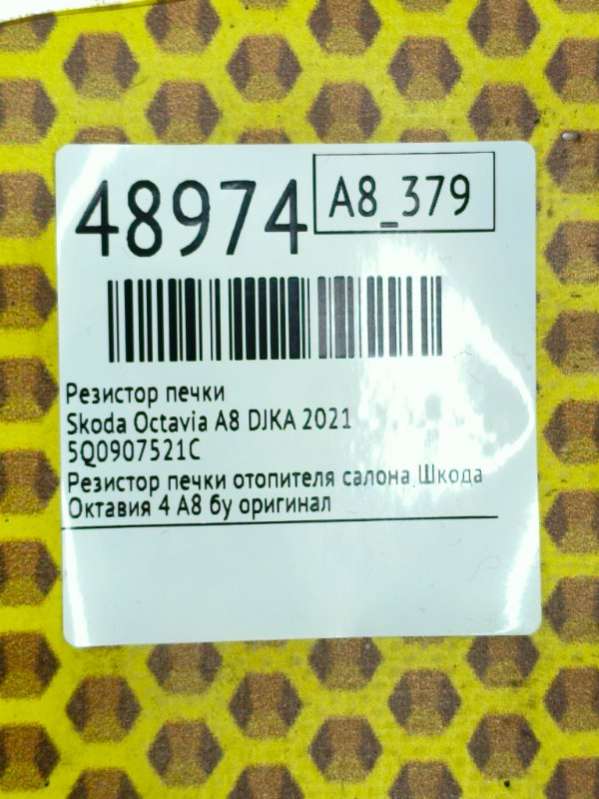 48974
A8_379
Резистор печки
Skoda Octavia A8 DJKA 2021
5Q0907521C
Резистор печки отопителя салона Шкода
Октавия 4 А8 бу оригинал